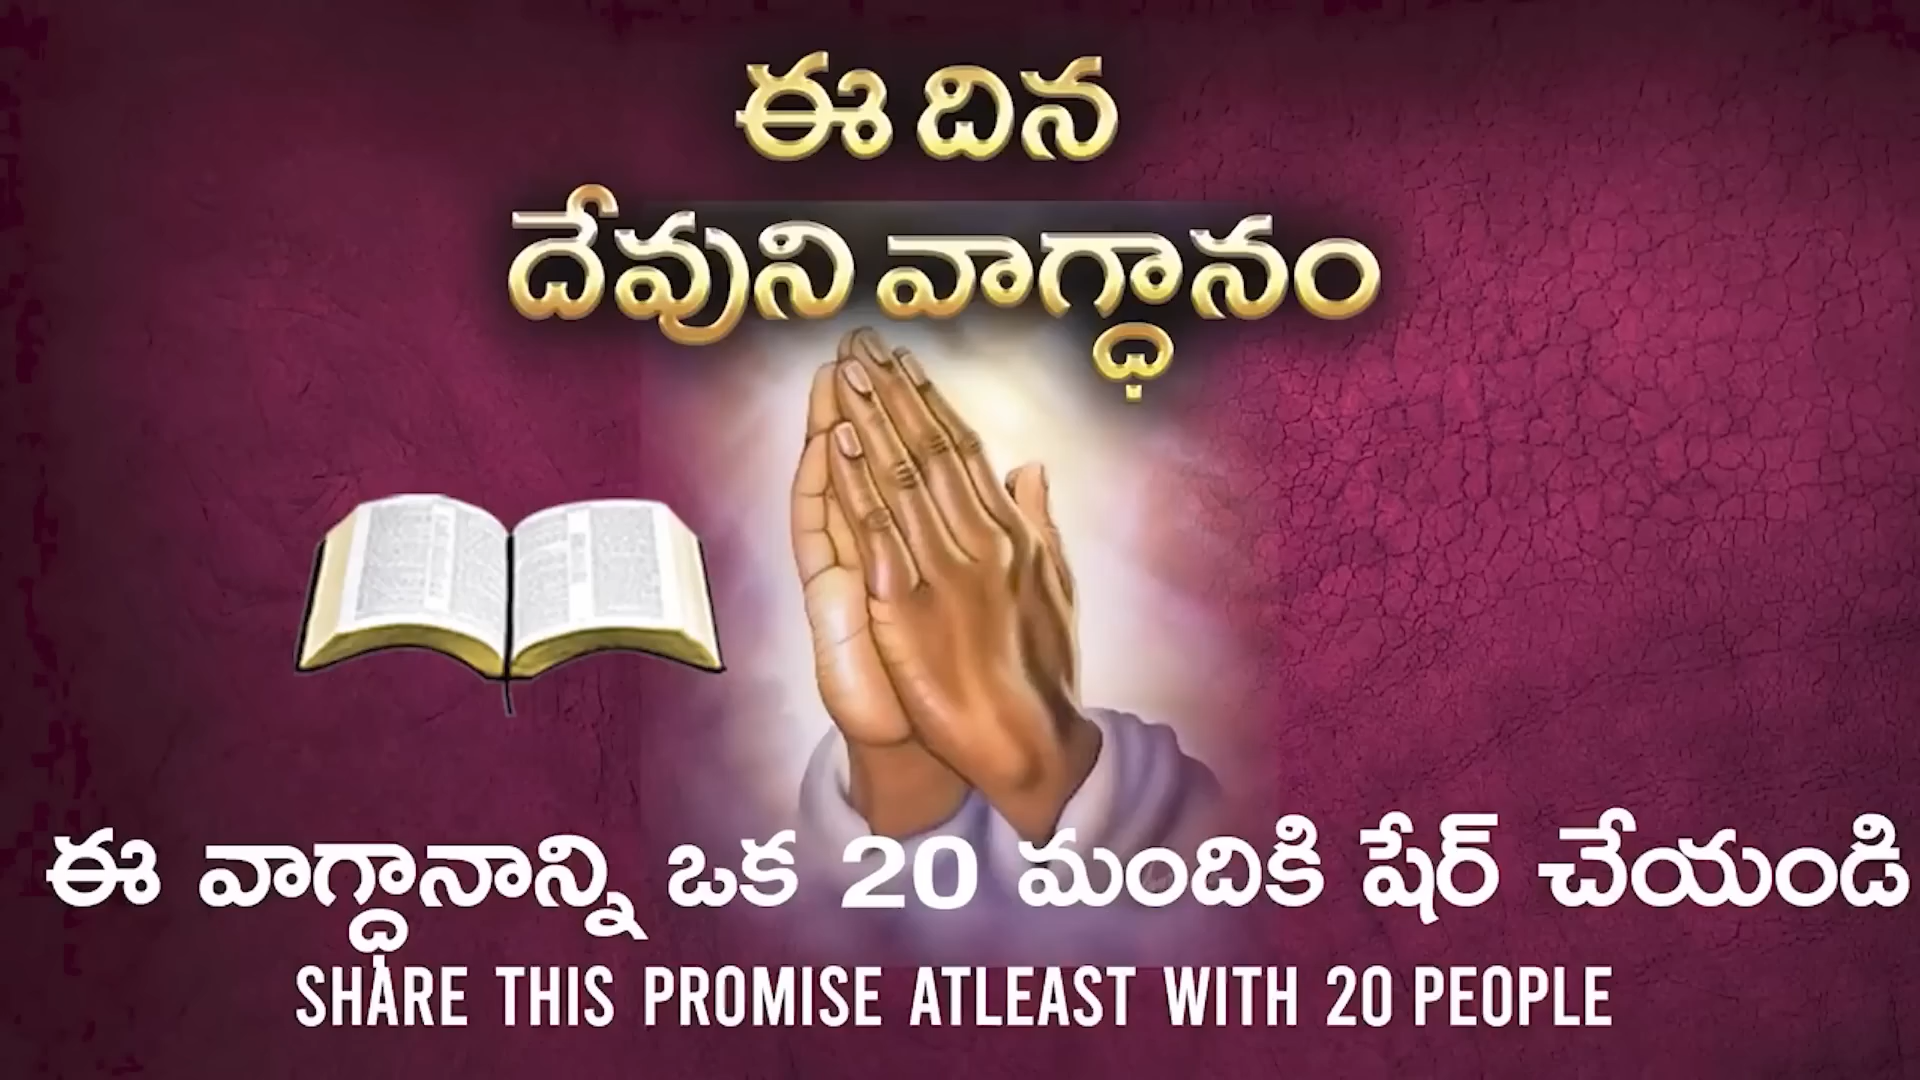 ఈ దిన
దేవుని వాగ్ధానం
ఈ వాగ్ధానాన్ని ఒక 20 మందికి షేర్ చేయండి
SHARE THIS PROMISE ATLEAST WITH 20 PEOPLE